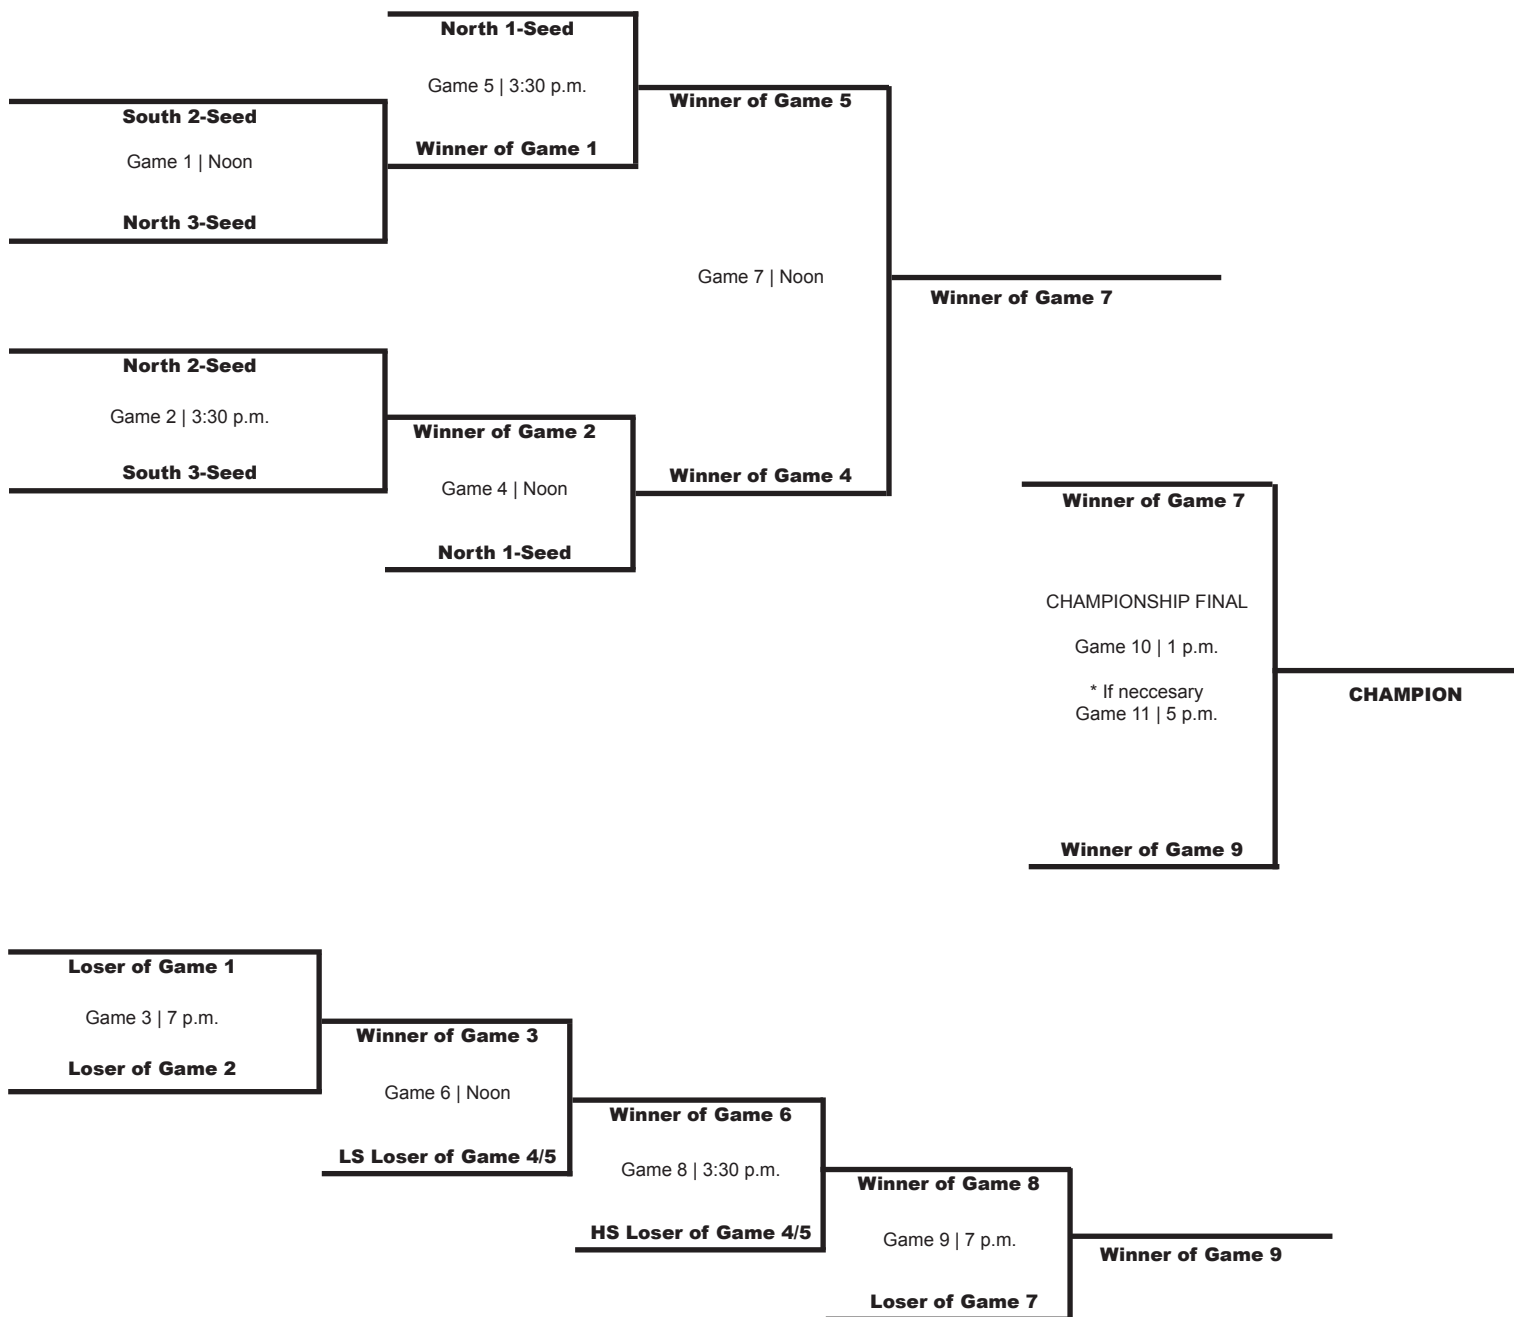 North 1-Seed
Game 5 | 3:30 p.m.
Winner of Game 1
South 2-Seed
Game 1 | Noon
North 3-Seed
Winner of Game 5
Game 7 | Noon
Winner of Game 4
Winner of Game 7
North 2-Seed
Game 2 | 3:30 p.m.
South 3-Seed
Winner of Game 2
Game 4 | Noon
North 1-Seed
Winner of Game 7
CHAMPIONSHIP FINAL
Game 10 | 1 p.m.
* If neccesary
Game 11 | 5 p.m.
Winner of Game 9
CHAMPION
Loser of Game 1
Game 3 | 7 p.m.
Loser of Game 2
Winner of Game 3
Game 6 | Noon
LS Loser of Game 4/5
Winner of Game 6
Game 8 | 3:30 p.m.
HS Loser of Game 4/5
Winner of Game 8
Game 9 | 7 p.m.
Loser of Game 7
Winner of Game 9